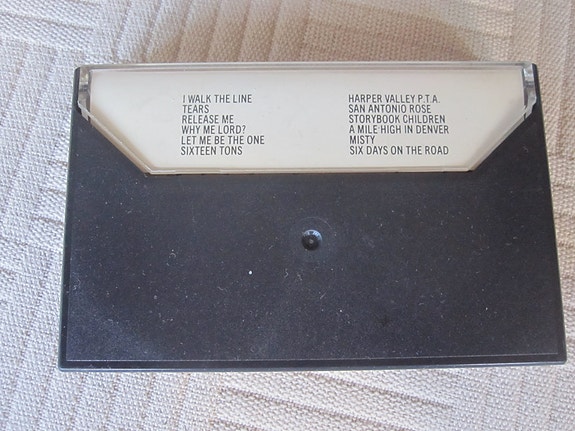 I WALK THE LINE
TEARS
RELEASE ME
WHY ME LORD?
LET ME BE THE ONE
SIXTEEN TONS
HARPER VALLEY P.T.A.
SAN ANTONIO ROSE
STORYBOOK CHILDREN
A MILE HIGH IN DENVER
MISTY
SIX DAYS ON THE ROAD